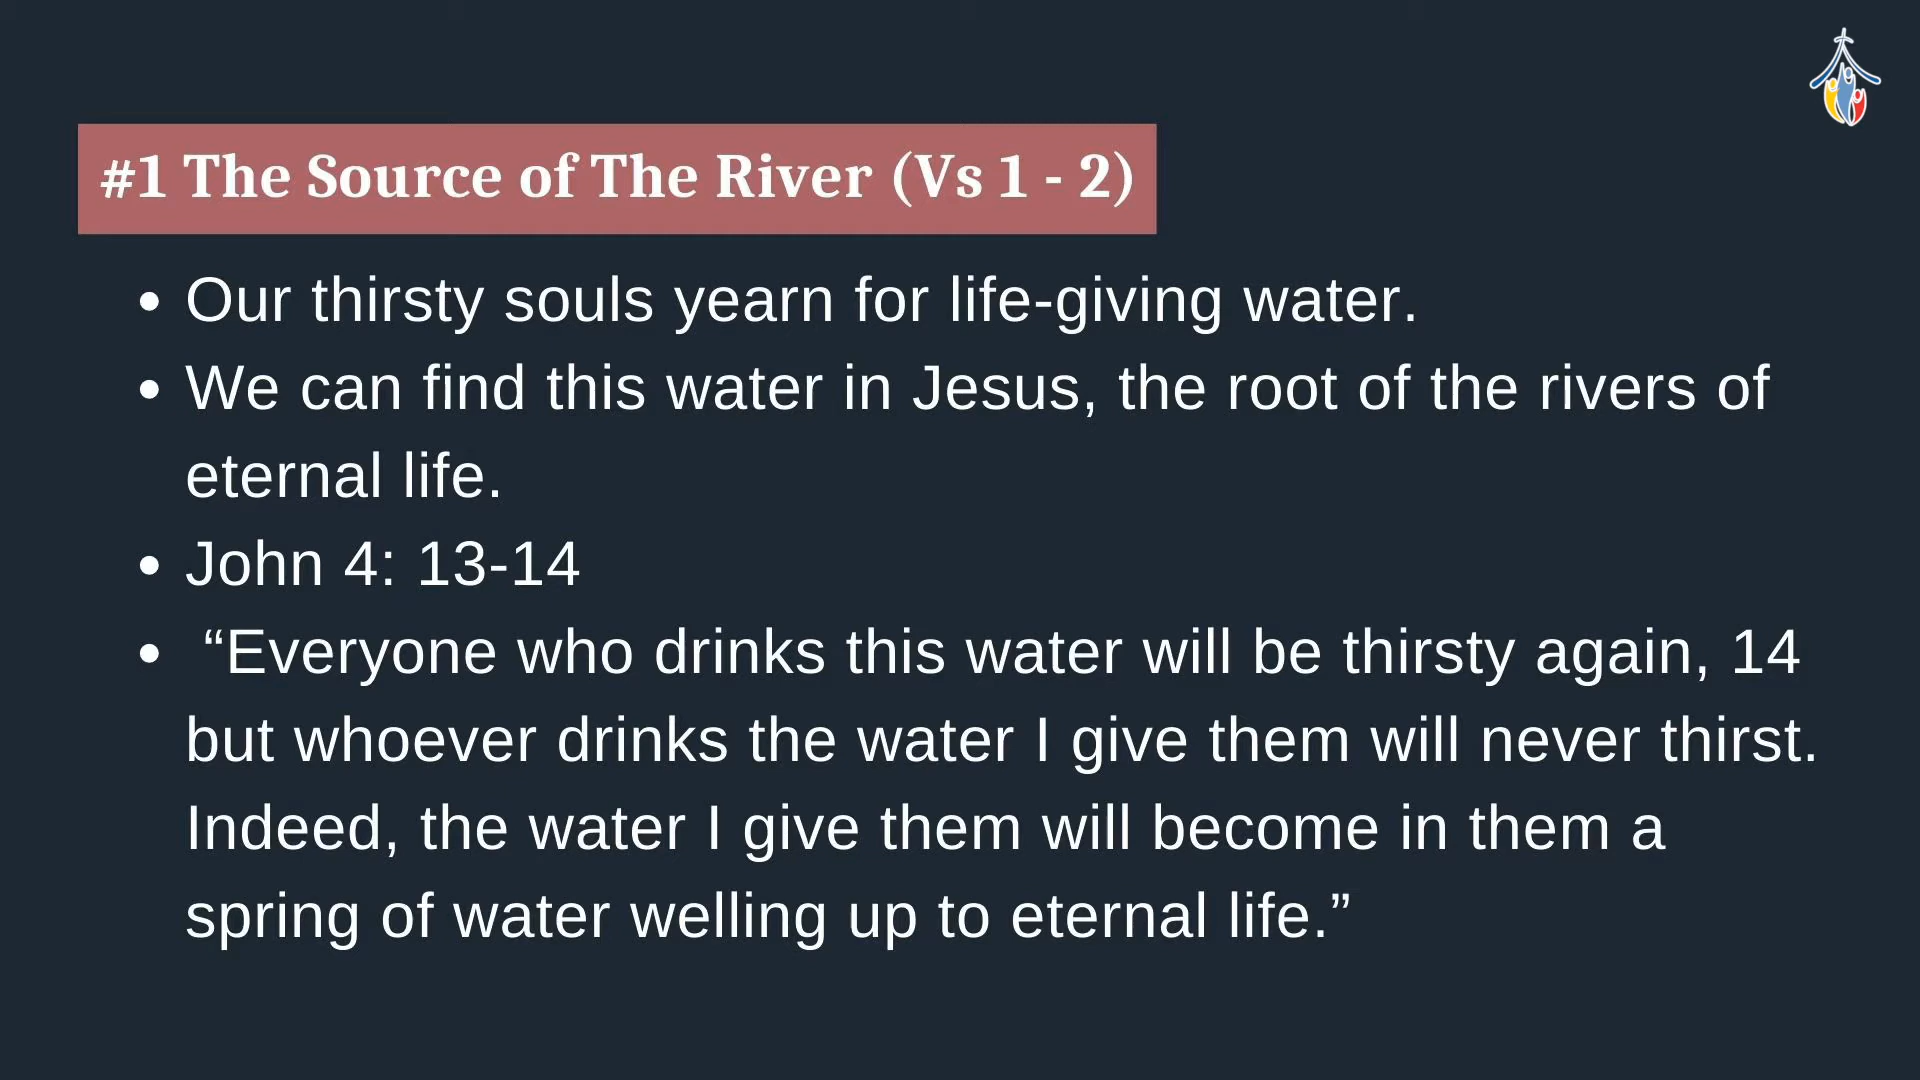 #1 The Source of The River (Vs 1 - 2)
• Our thirsty souls yearn for life-giving water.
• We can find this water in Jesus, the root of the rivers of
eternal life.
• John 4: 13-14
• “Everyone who drinks this water will be thirsty again, 14
but whoever drinks the water I give them will never thirst.
Indeed, the water I give them will become in them a
spring of water welling up to eternal life.”